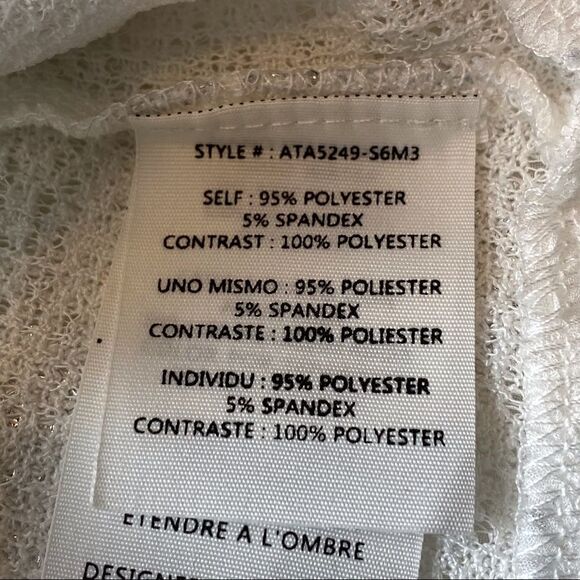 STYLE # : ATA5249-S6M3
SELF : 95% POLYESTER
5% SPANDEX
CONTRAST : 100% POLYESTER
UNO MISMO : 95% POLIESTER
5% SPANDEX
CONTRASTE : 100% POLIESTER
INDIVIDU : 95% POLYESTER
5% SPANDEX
CONTRASTE : 100% POLYESTER
ETENDRE A L'OMBRE